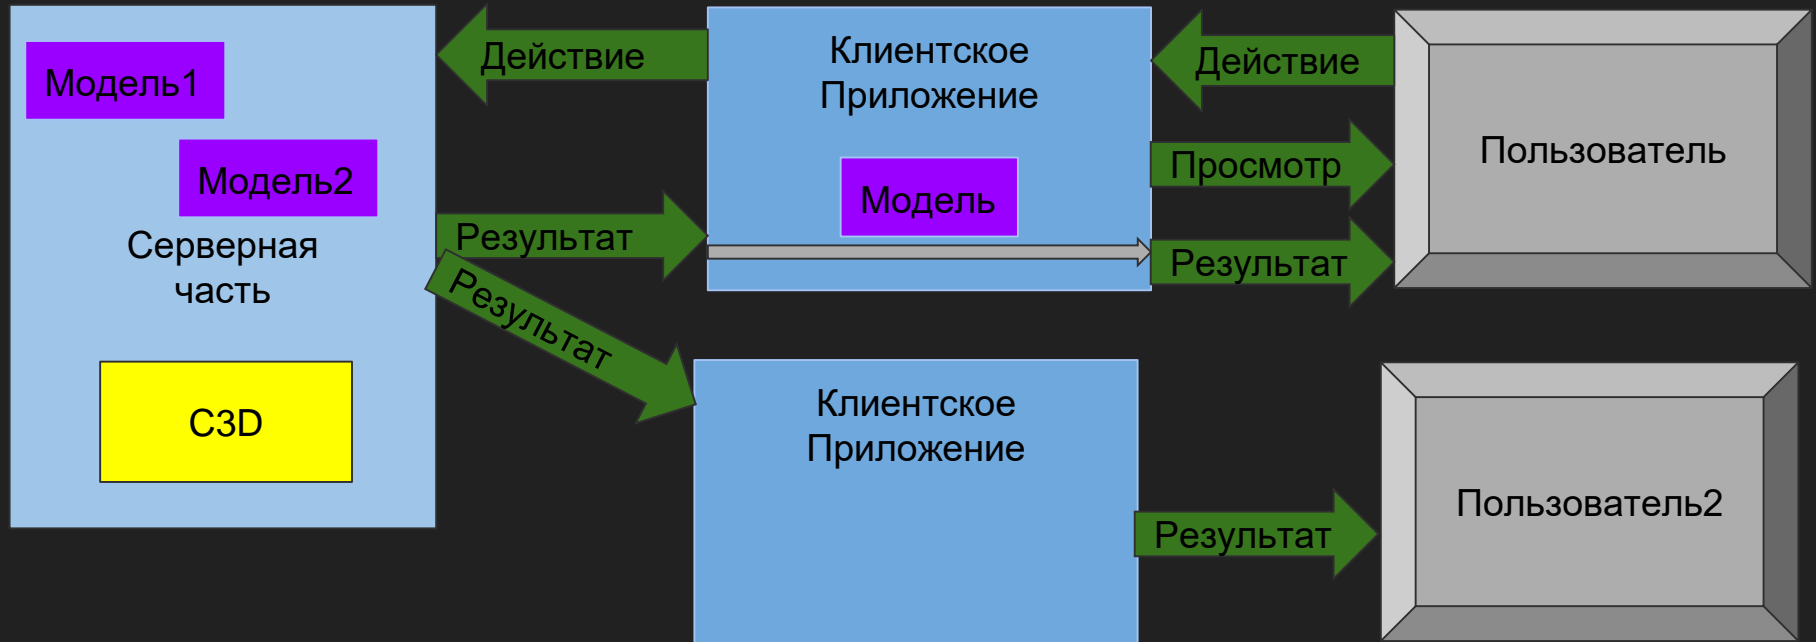 Модель1
Модель2
Серверная
часть
C3D
Действие
Результат
Результат
Клиентское
Приложение
Модель
Действие
Просмотр
Результат
Пользователь
Клиентское
Приложение
Результат
Пользователь2